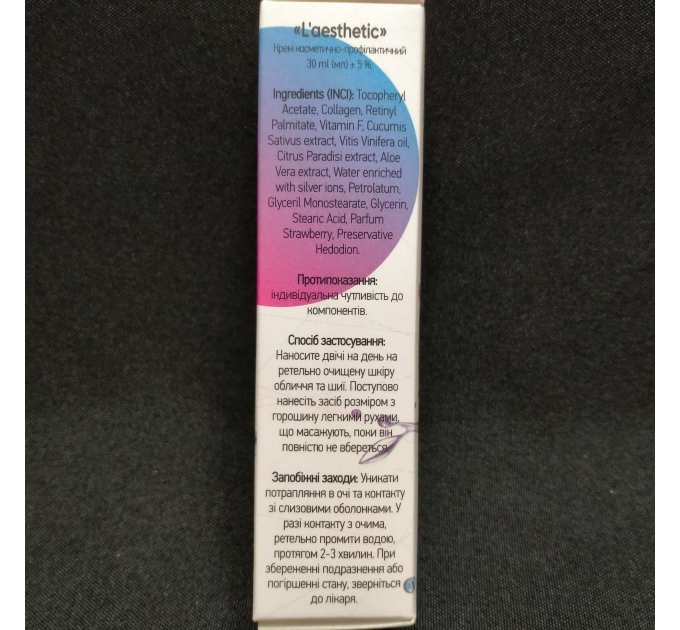 «L'aesthetic»
Крем косметично-профілактичний
30 ml (мл) ± 5 %
Ingredients (INCI): Tocopheryl
Acetate, Collagen, Retinyl
Palmitate, Vitamin F, Cucumis
Sativus extract, Vitis Vinifera oil,
Citrus Paradisi extract, Aloe
Vera extract, Water enriched
with silver ions, Petrolatum,
Glyceril Monostearate, Glycerin,
Stearic Acid, Parfum
Strawberry, Preservative
Hedodion.
Протипоказання:
індивідуальна чутливість до
компонентів.
Спосіб застосування:
Наносите двічі на день на
ретельно очищену шкіру
обличчя та шиї. Поступово
нанесіть засіб розміром з
горошину легкими рухами,
що масажують, поки він
повністю не вбереться.
Запобіжні заходи: Уникати
потрапляння в очі та контакту
зі слизовими оболонками. У
разі контакту з очима,
ретельно промити водою,
протягом 2-3 хвилин. При
збереженні подразнення або
погіршенні стану, зверніться
до лікаря.